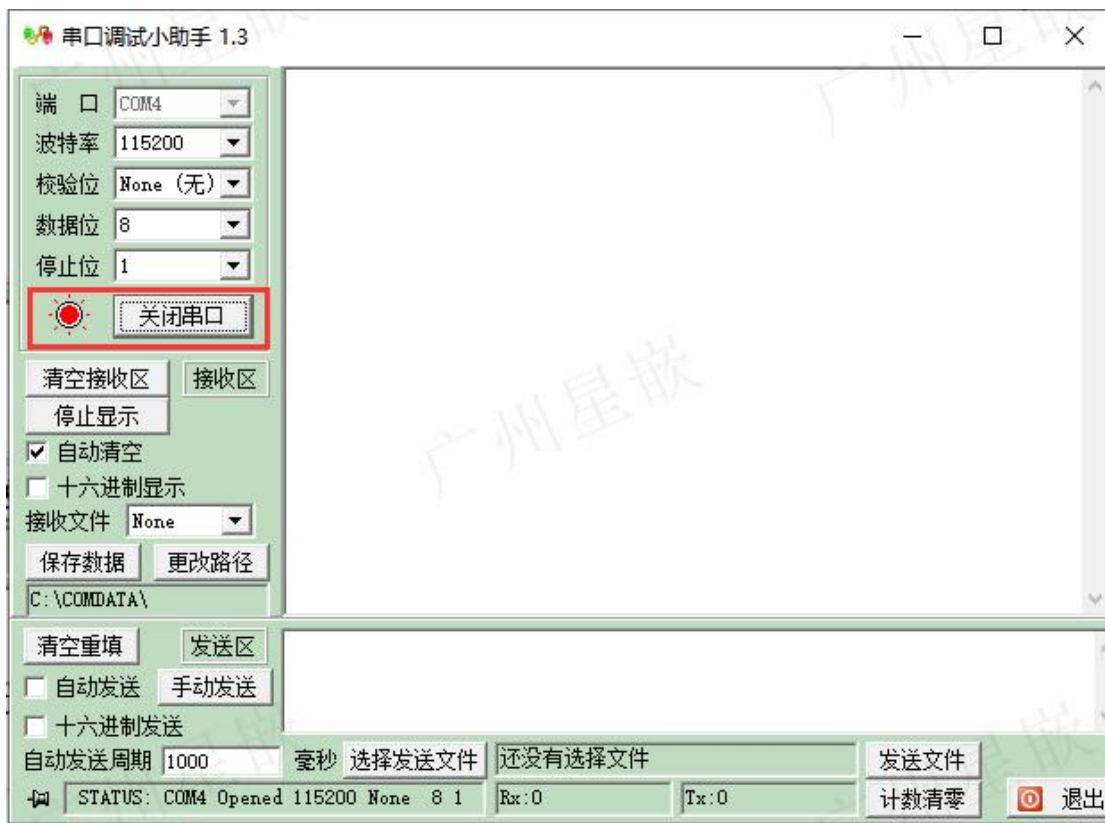 串口调试小助手 1.3
端 口 COM4
波特率 115200
校验位 None (无)
数据位 8
停止位 1
关闭串口
清空接收区 接收区
停止显示
自动清空
十六进制显示
接收文件 None
保存数据 更改路径
C:\COMDATA\
清空重填 发送区
自动发送 手动发送
十六进制发送
自动发送周期 1000 毫秒 选择发送文件 还没有选择文件 发送文件
STATUS: COM4 Opened 115200 None 8 1 Rx:0 Tx:0 计数清零 退出
广州星嵌